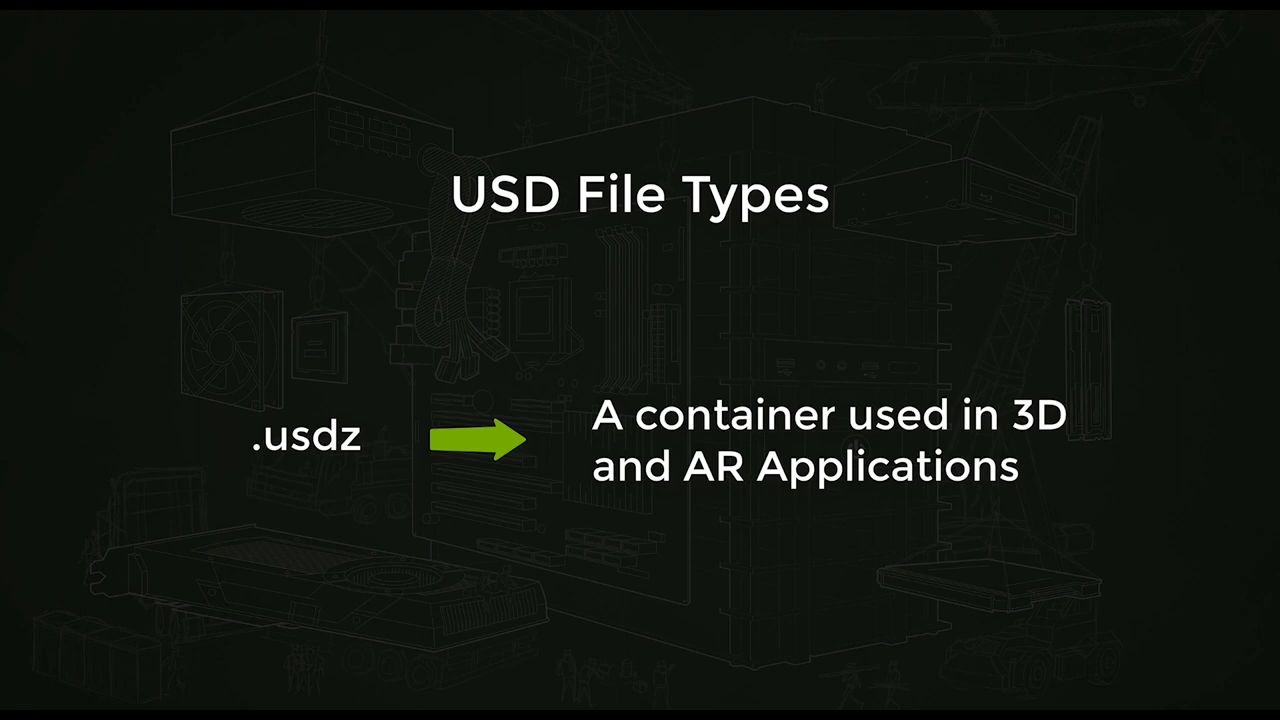 USD File Types
.usdz
A container used in 3D
and AR Applications